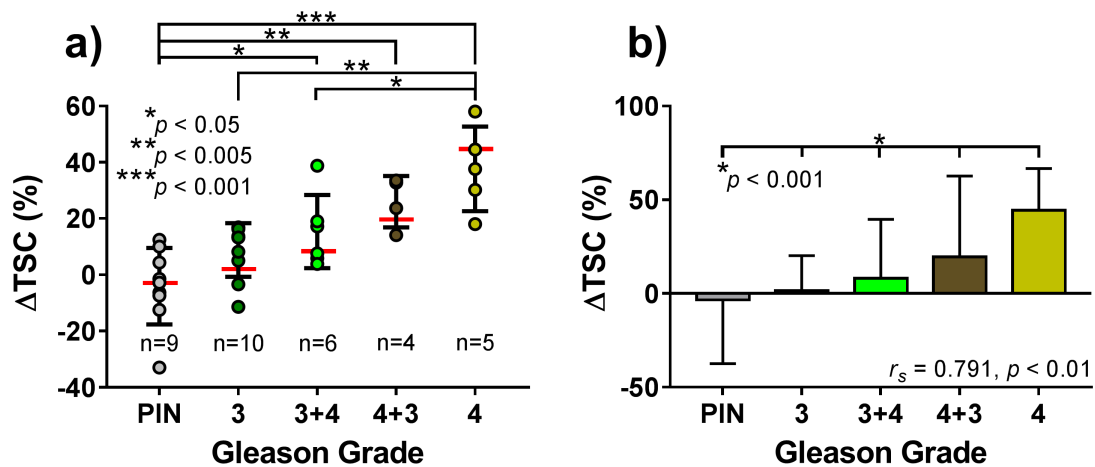 a)
***
**
*
**
*
ΔTSC (%)
60
40
20
0
-20
-40
*p < 0.05
**p < 0.005
***p < 0.001
n=9 n=10 n=6 n=4 n=5
PIN 3 3+4 4+3 4
Gleason Grade
b)
ΔTSC (%)
100
50
0
-50
*
*p < 0.001
r_s = 0.791, p < 0.01
PIN 3 3+4 4+3 4
Gleason Grade